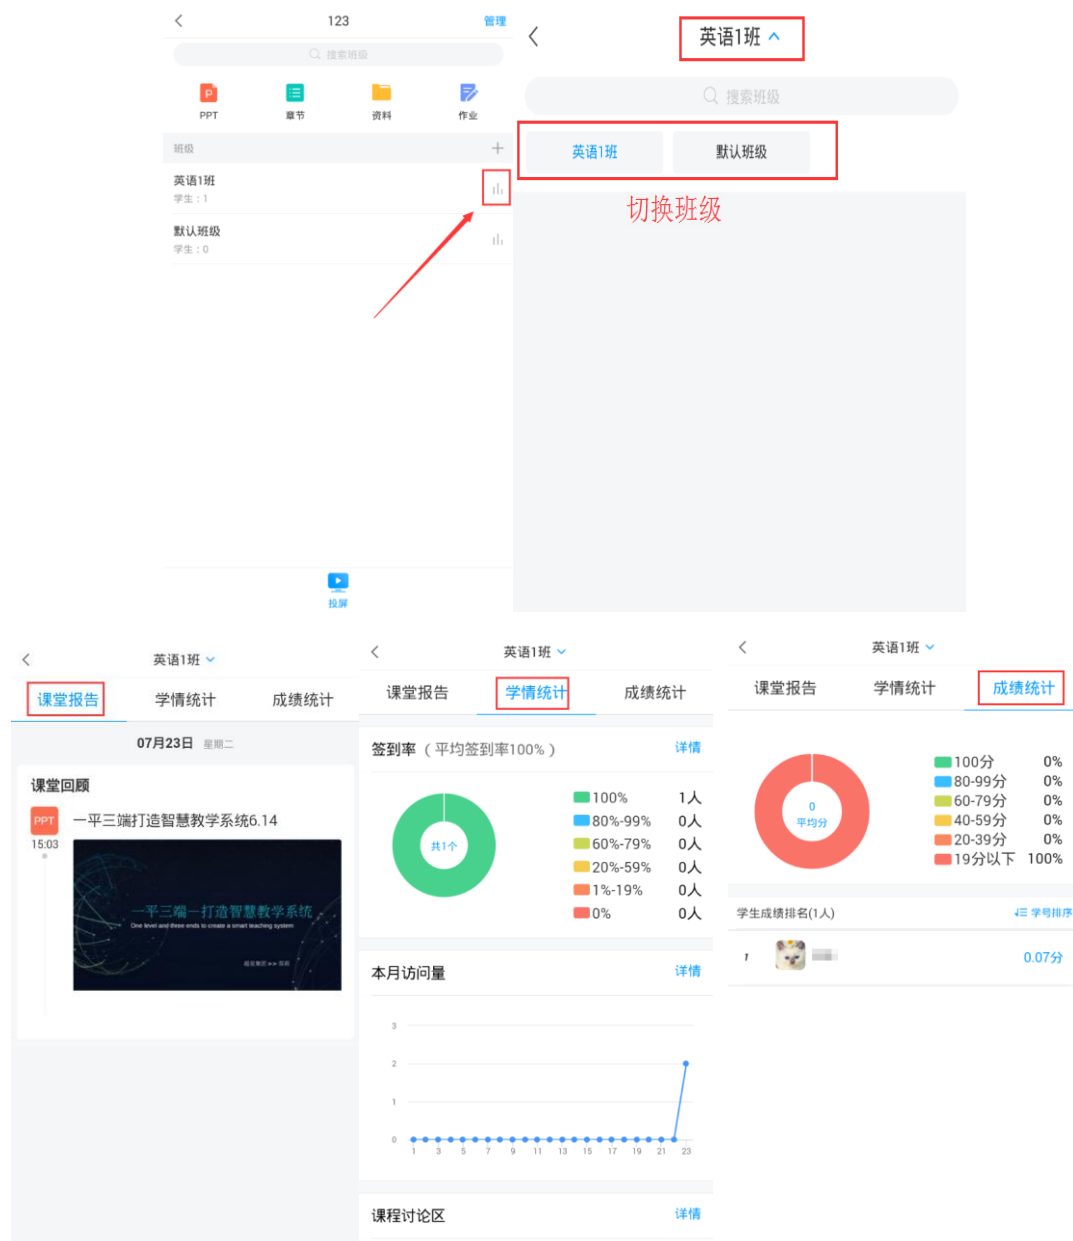 123
管理
搜索班级
PPT
章节
资料
作业
班级
英语1班
学生：1
默认班级
学生：0
投屏
英语1班
搜索班级
英语1班
默认班级
切换班级
英语1班
课堂报告
学情统计
成绩统计
07月23日 星期二
课堂回顾
PPT
一平三端打造智慧教学系统6.14
15:03
一平三端—打造智慧教学系统
One level and three ends to create a smart teaching system
英语1班
课堂报告
学情统计
成绩统计
签到率（平均签到率100%）
详情
共1个
100% 1人
80%-99% 0人
60%-79% 0人
20%-59% 0人
1%-19% 0人
0% 0人
本月访问量
详情
3
2
1
0
1 3 5 7 9 11 13 15 17 19 21 23
课程讨论区
详情
英语1班
课堂报告
学情统计
成绩统计
0
平均分
100分 0%
80-99分 0%
60-79分 0%
40-59分 0%
20-39分 0%
19分以下 100%
学生成绩排名(1人)
学号排序
1
0.07分